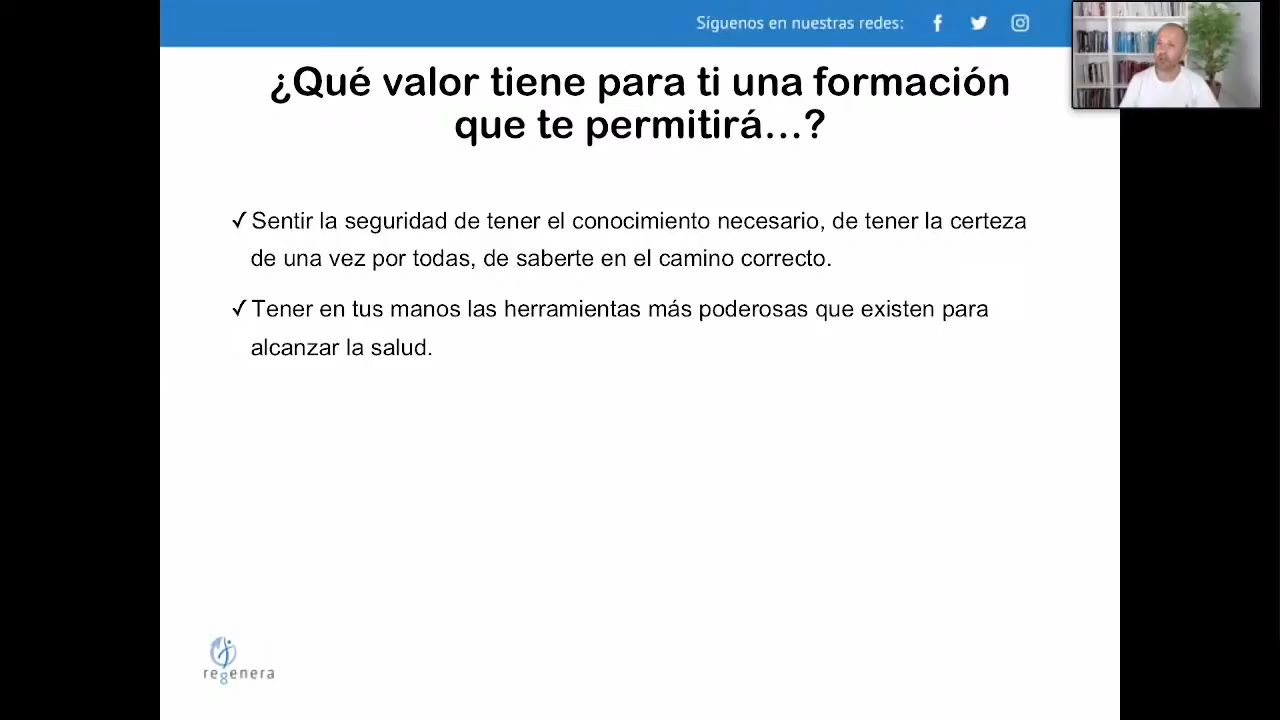 Síguenos en nuestras redes:
¿Qué valor tiene para ti una formación
que te permitirá...?
✓ Sentir la seguridad de tener el conocimiento necesario, de tener la certeza
de una vez por todas, de saberte en el camino correcto.
✓ Tener en tus manos las herramientas más poderosas que existen para
alcanzar la salud.
regenera